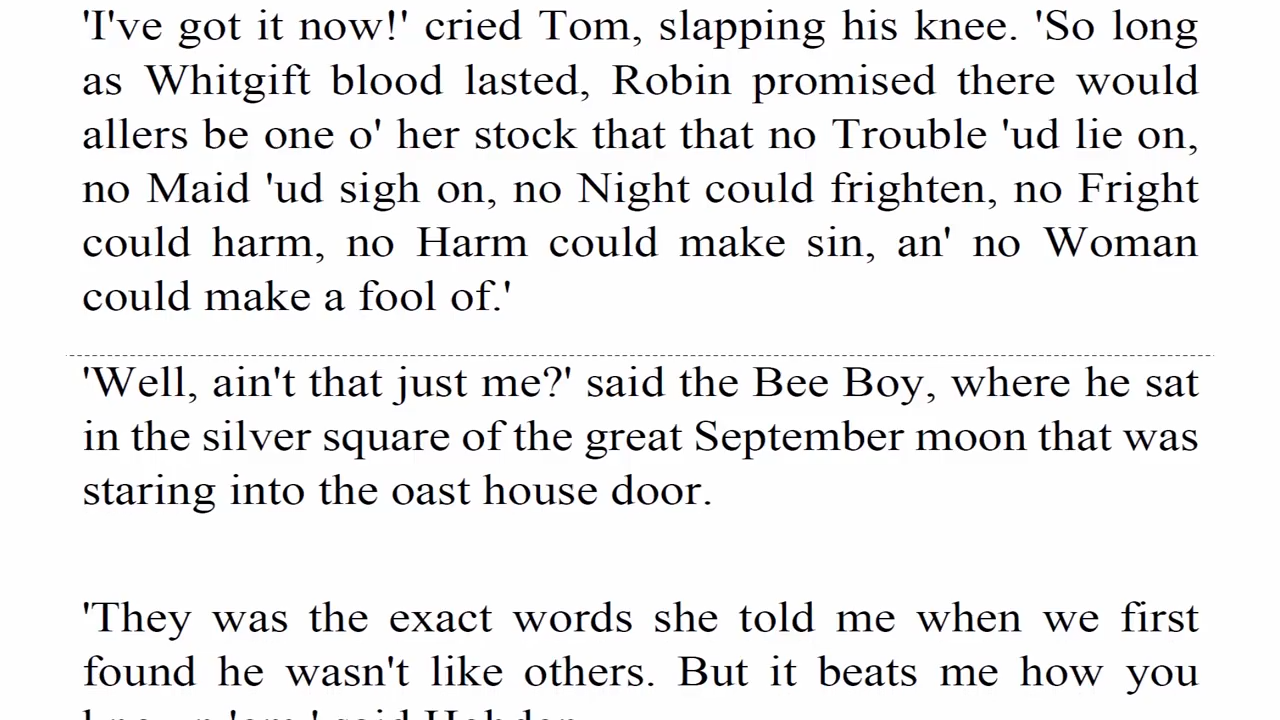 'I've got it now!' cried Tom, slapping his knee. 'So long
as Whitgift blood lasted, Robin promised there would
allers be one o' her stock that that no Trouble 'ud lie on,
no Maid 'ud sigh on, no Night could frighten, no Fright
could harm, no Harm could make sin, an' no Woman
could make a fool of.'
'Well, ain't that just me?' said the Bee Boy, where he sat
in the silver square of the great September moon that was
staring into the oast house door.
'They was the exact words she told me when we first
found he wasn't like others. But it beats me how you
known 'em,' said Hobden.